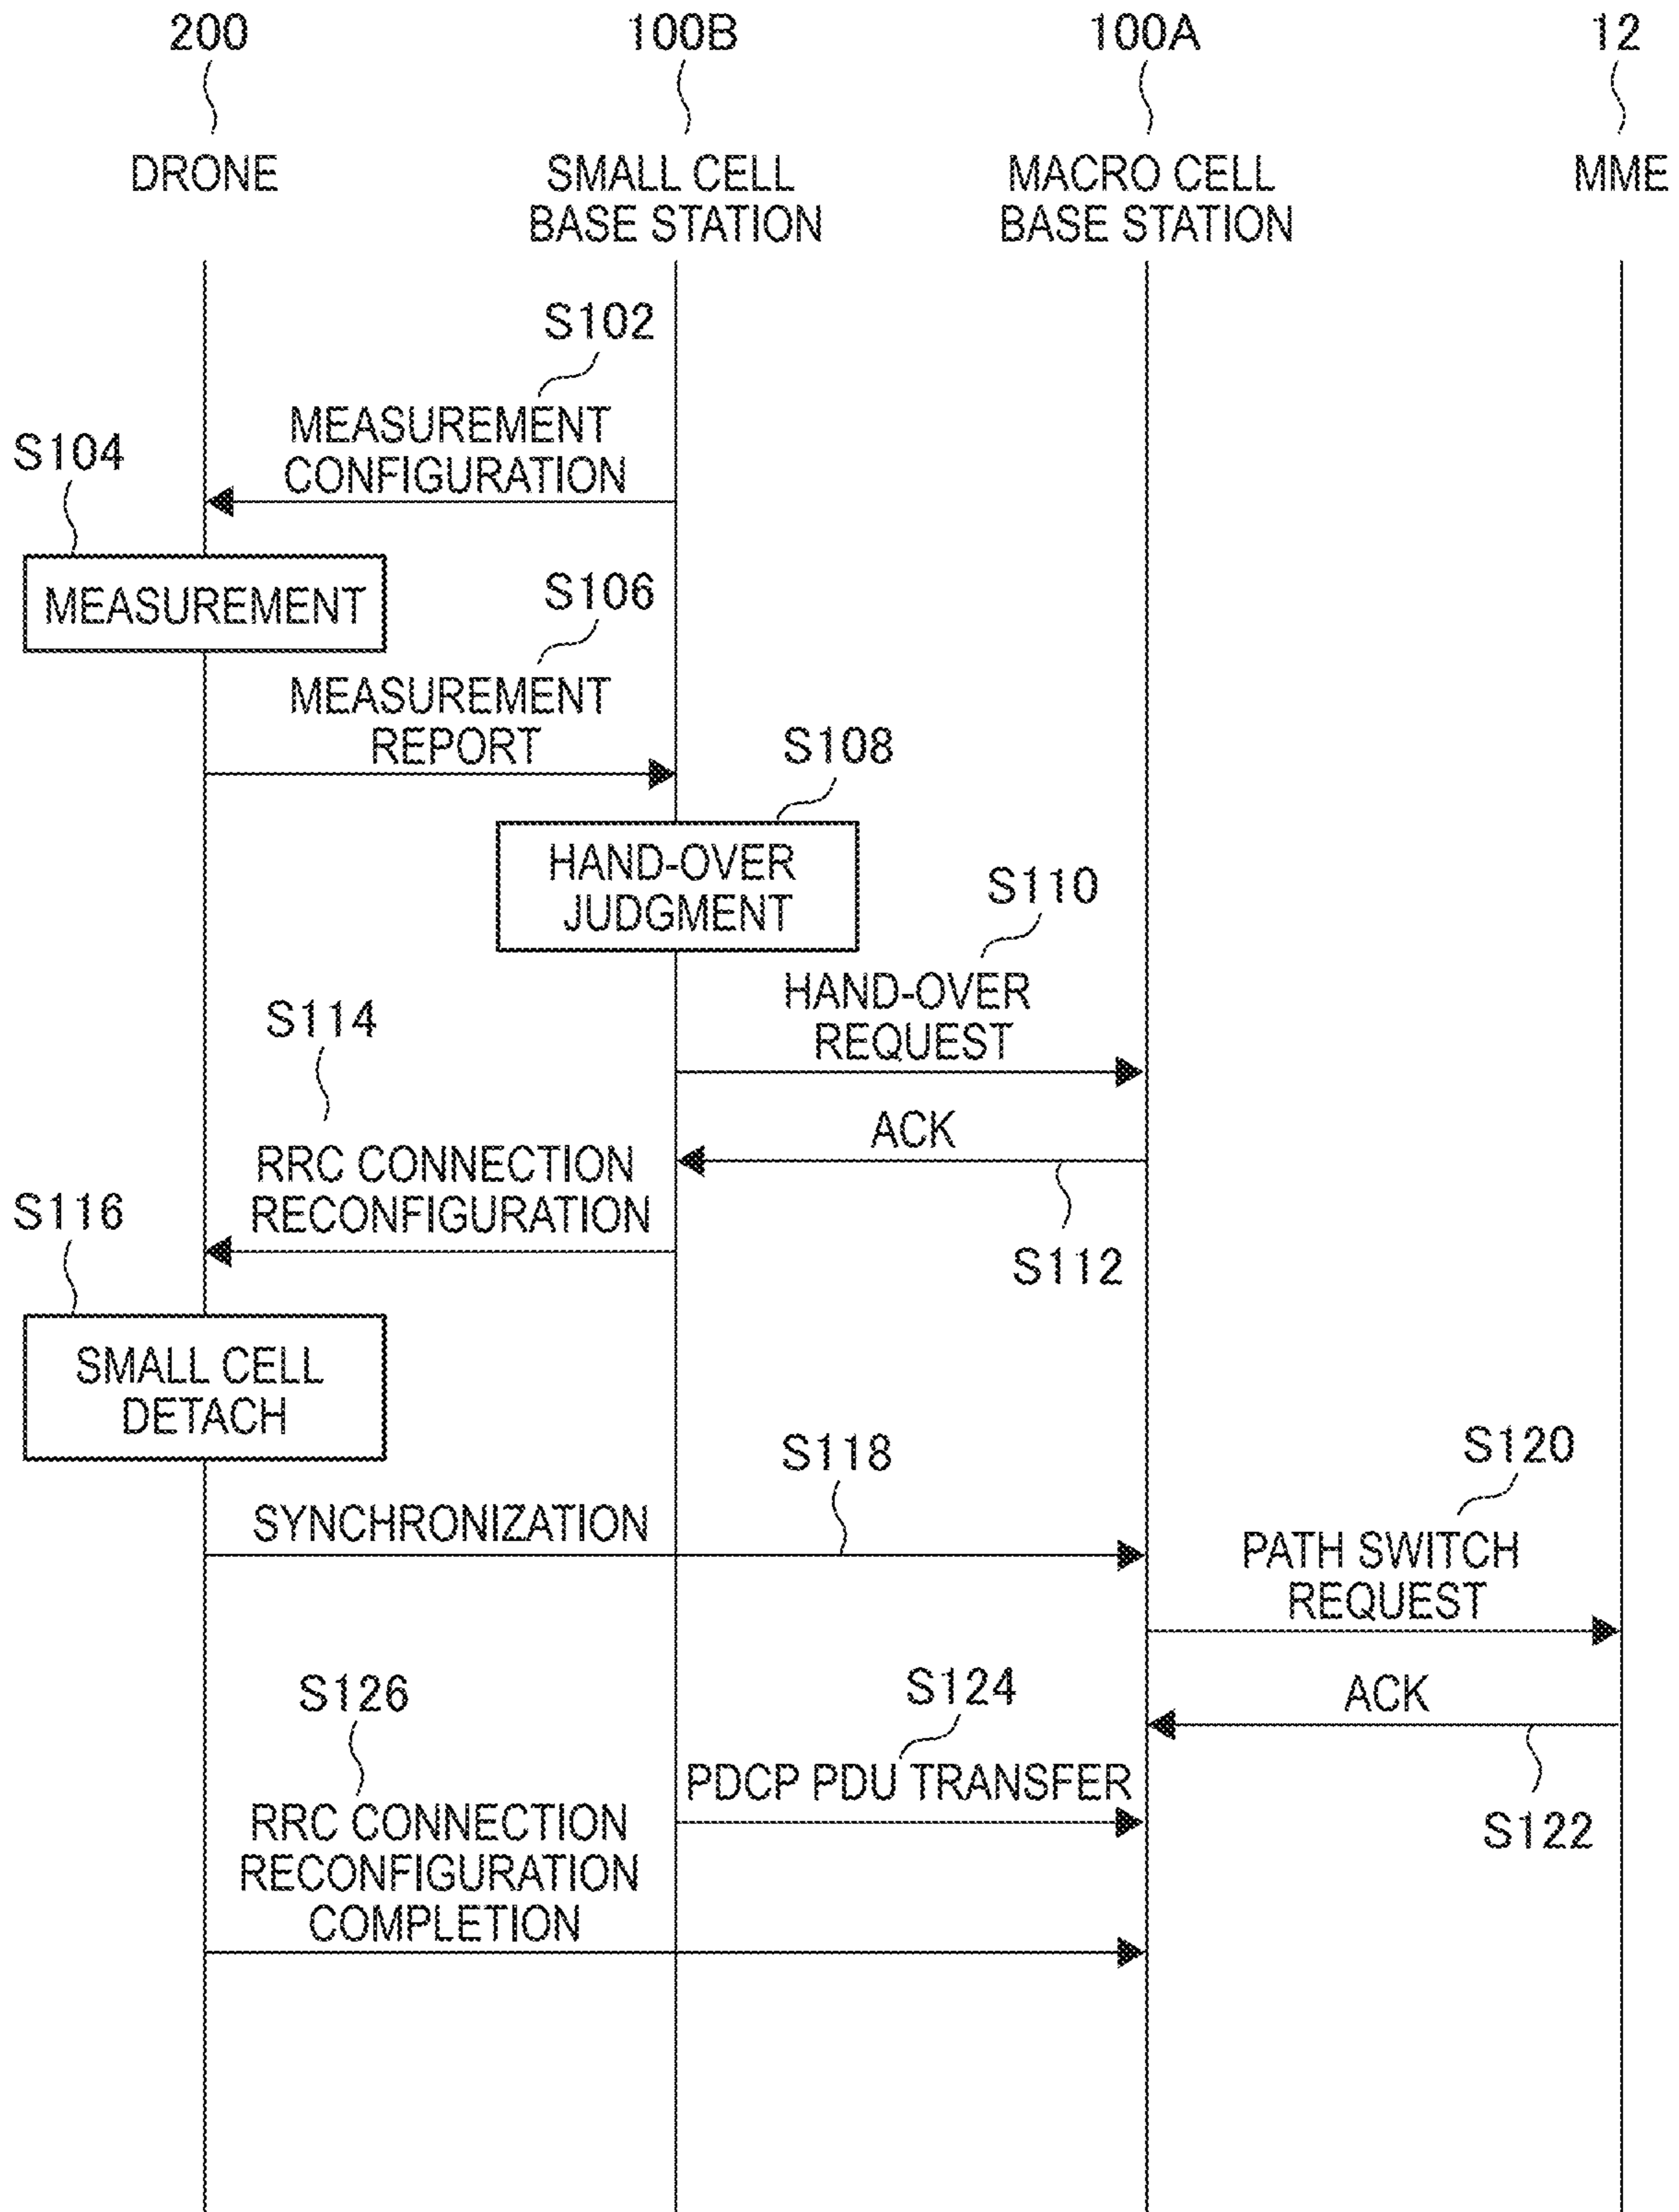 200
100B
100A
12
DRONE
SMALL CELL
BASE STATION
MACRO CELL
BASE STATION
MME
S102
MEASUREMENT
CONFIGURATION
S104
MEASUREMENT
S106
MEASUREMENT
REPORT
S108
HAND-OVER
JUDGMENT
S110
HAND-OVER
REQUEST
ACK
S112
S114
RRC CONNECTION
RECONFIGURATION
S116
SMALL CELL
DETACH
S118
SYNCHRONIZATION
S120
PATH SWITCH
REQUEST
ACK
S122
S124
PDCP PDU TRANSFER
S126
RRC CONNECTION
RECONFIGURATION
COMPLETION